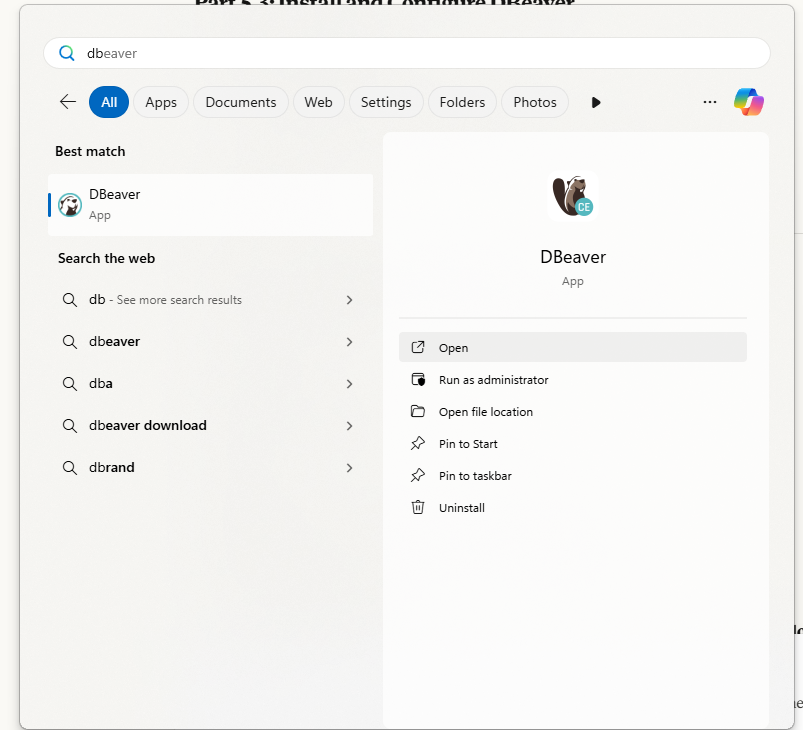 Part 5.3: Install and Configure DBeaver
dbeaver
All Apps Documents Web Settings Folders Photos
Best match
DBeaver
App
Search the web
db - See more search results
dbeaver
dba
dbeaver download
dbrand
CE
DBeaver
App
Open
Run as administrator
Open file location
Pin to Start
Pin to taskbar
Uninstall